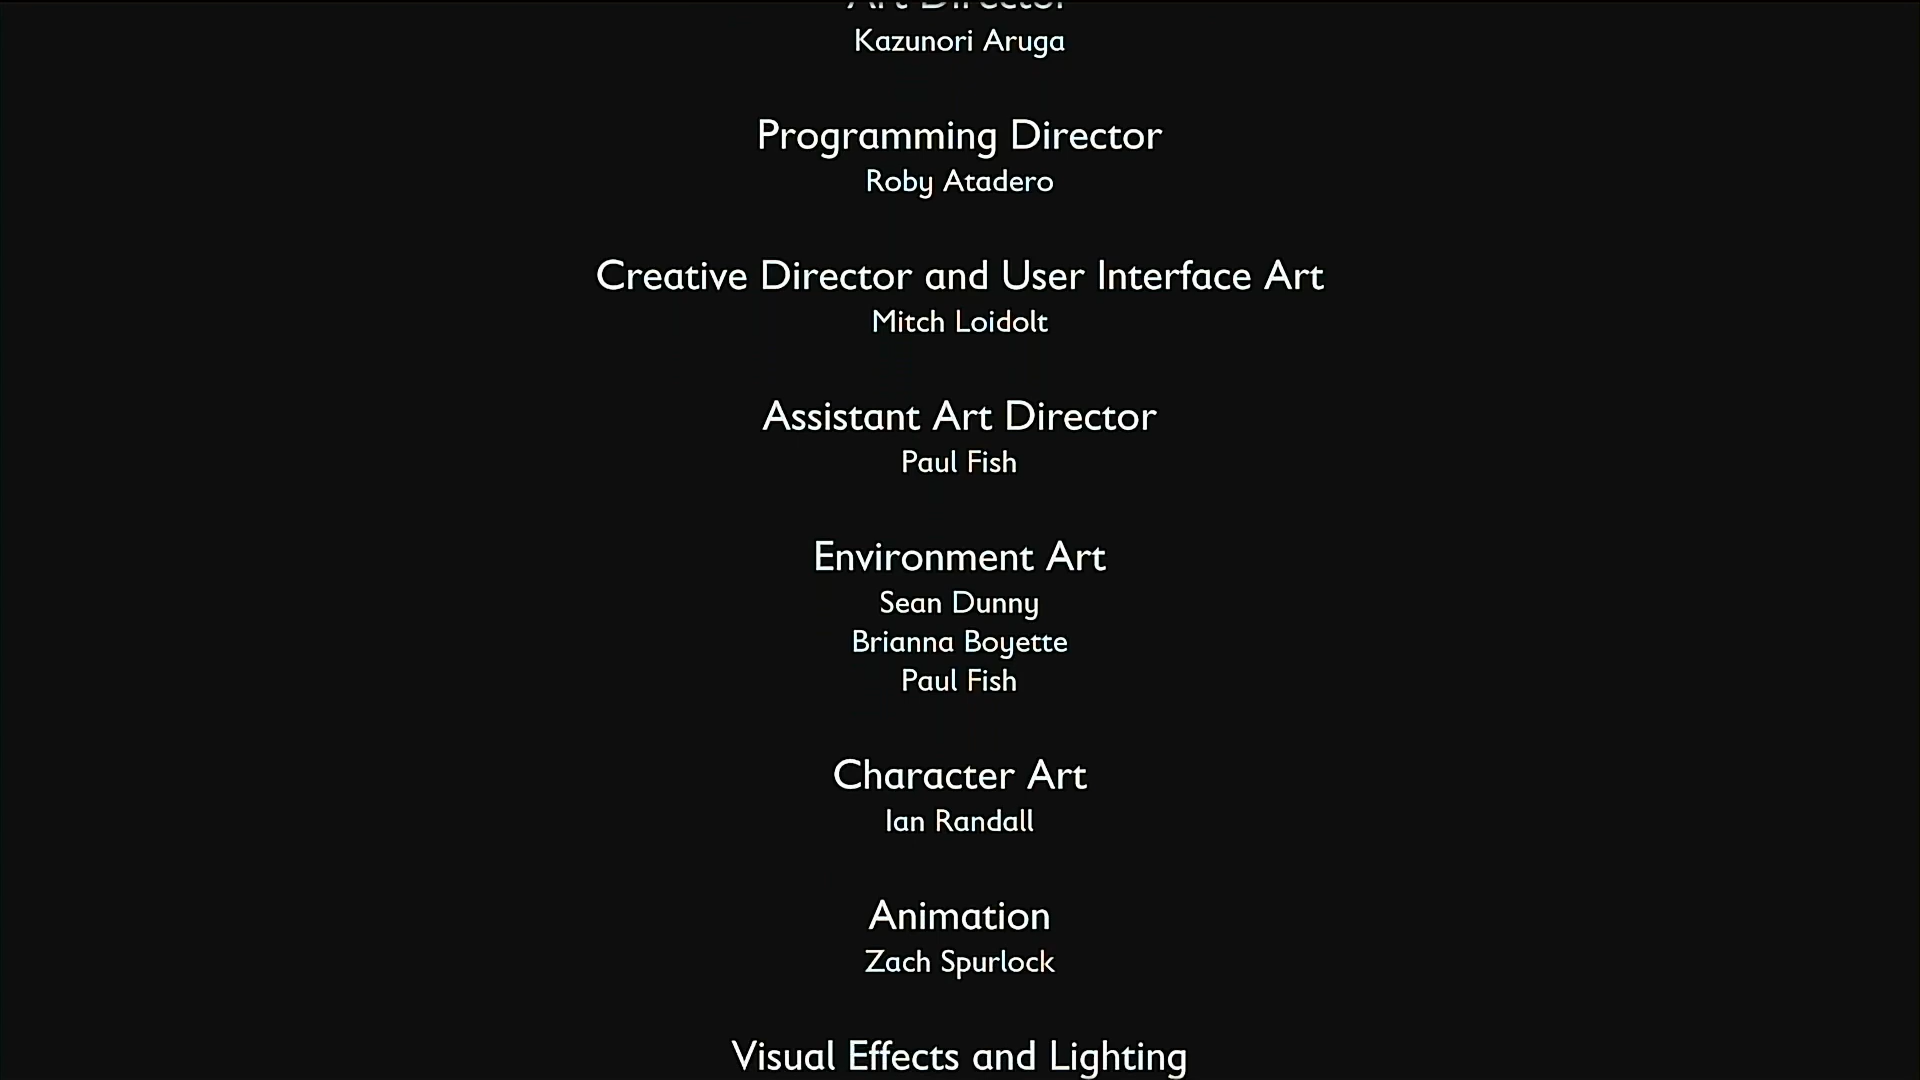 Art Director
Kazunori Aruga
Programming Director
Roby Atadero
Creative Director and User Interface Art
Mitch Loidolt
Assistant Art Director
Paul Fish
Environment Art
Sean Dunny
Brianna Boyette
Paul Fish
Character Art
Ian Randall
Animation
Zach Spurlock
Visual Effects and Lighting